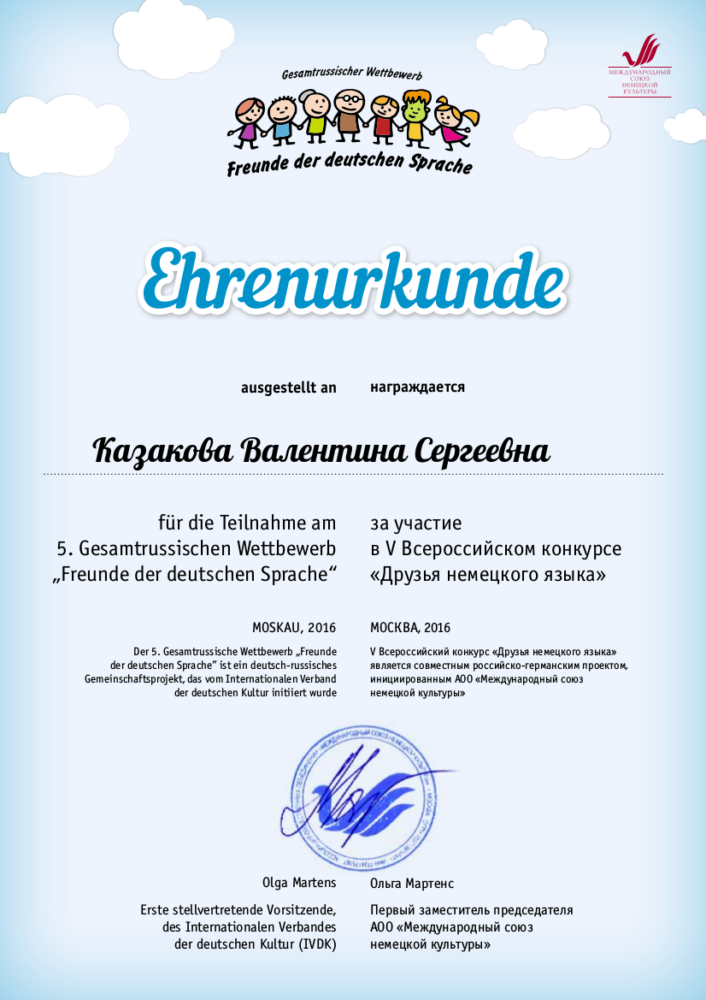 Gesamtrussischer Wettbewerb
Freunde der deutschen Sprache
МЕЖДУНАРОДНЫЙ
СОЮЗ
НЕМЕЦКОЙ
КУЛЬТУРЫ
Ehrenurkunde
ausgestellt an
награждается
Казакова Валентина Сергеевна
für die Teilnahme am
5. Gesamtrussischen Wettbewerb
„Freunde der deutschen Sprache“
за участие
в V Всероссийском конкурсе
«Друзья немецкого языка»
MOSKAU, 2016
Der 5. Gesamtrussische Wettbewerb „Freunde
der deutschen Sprache” ist ein deutsch-russisches
Gemeinschaftsprojekt, das vom Internationalen Verband
der deutschen Kultur initiiert wurde
МОСКВА, 2016
V Всероссийский конкурс «Друзья немецкого языка»
является совместным российско-германским проектом,
инициированным АОО «Международный союз
немецкой культуры»
МЕЖДУНАРОДНЫЙ СОЮЗ НЕМЕЦКОЙ
МОСКВА
Olga Martens
Erste stellvertretende Vorsitzende,
des Internationalen Verbandes
der deutschen Kultur (IVDK)
Ольга Мартенс
Первый заместитель председателя
АОО «Международный союз
немецкой культуры»